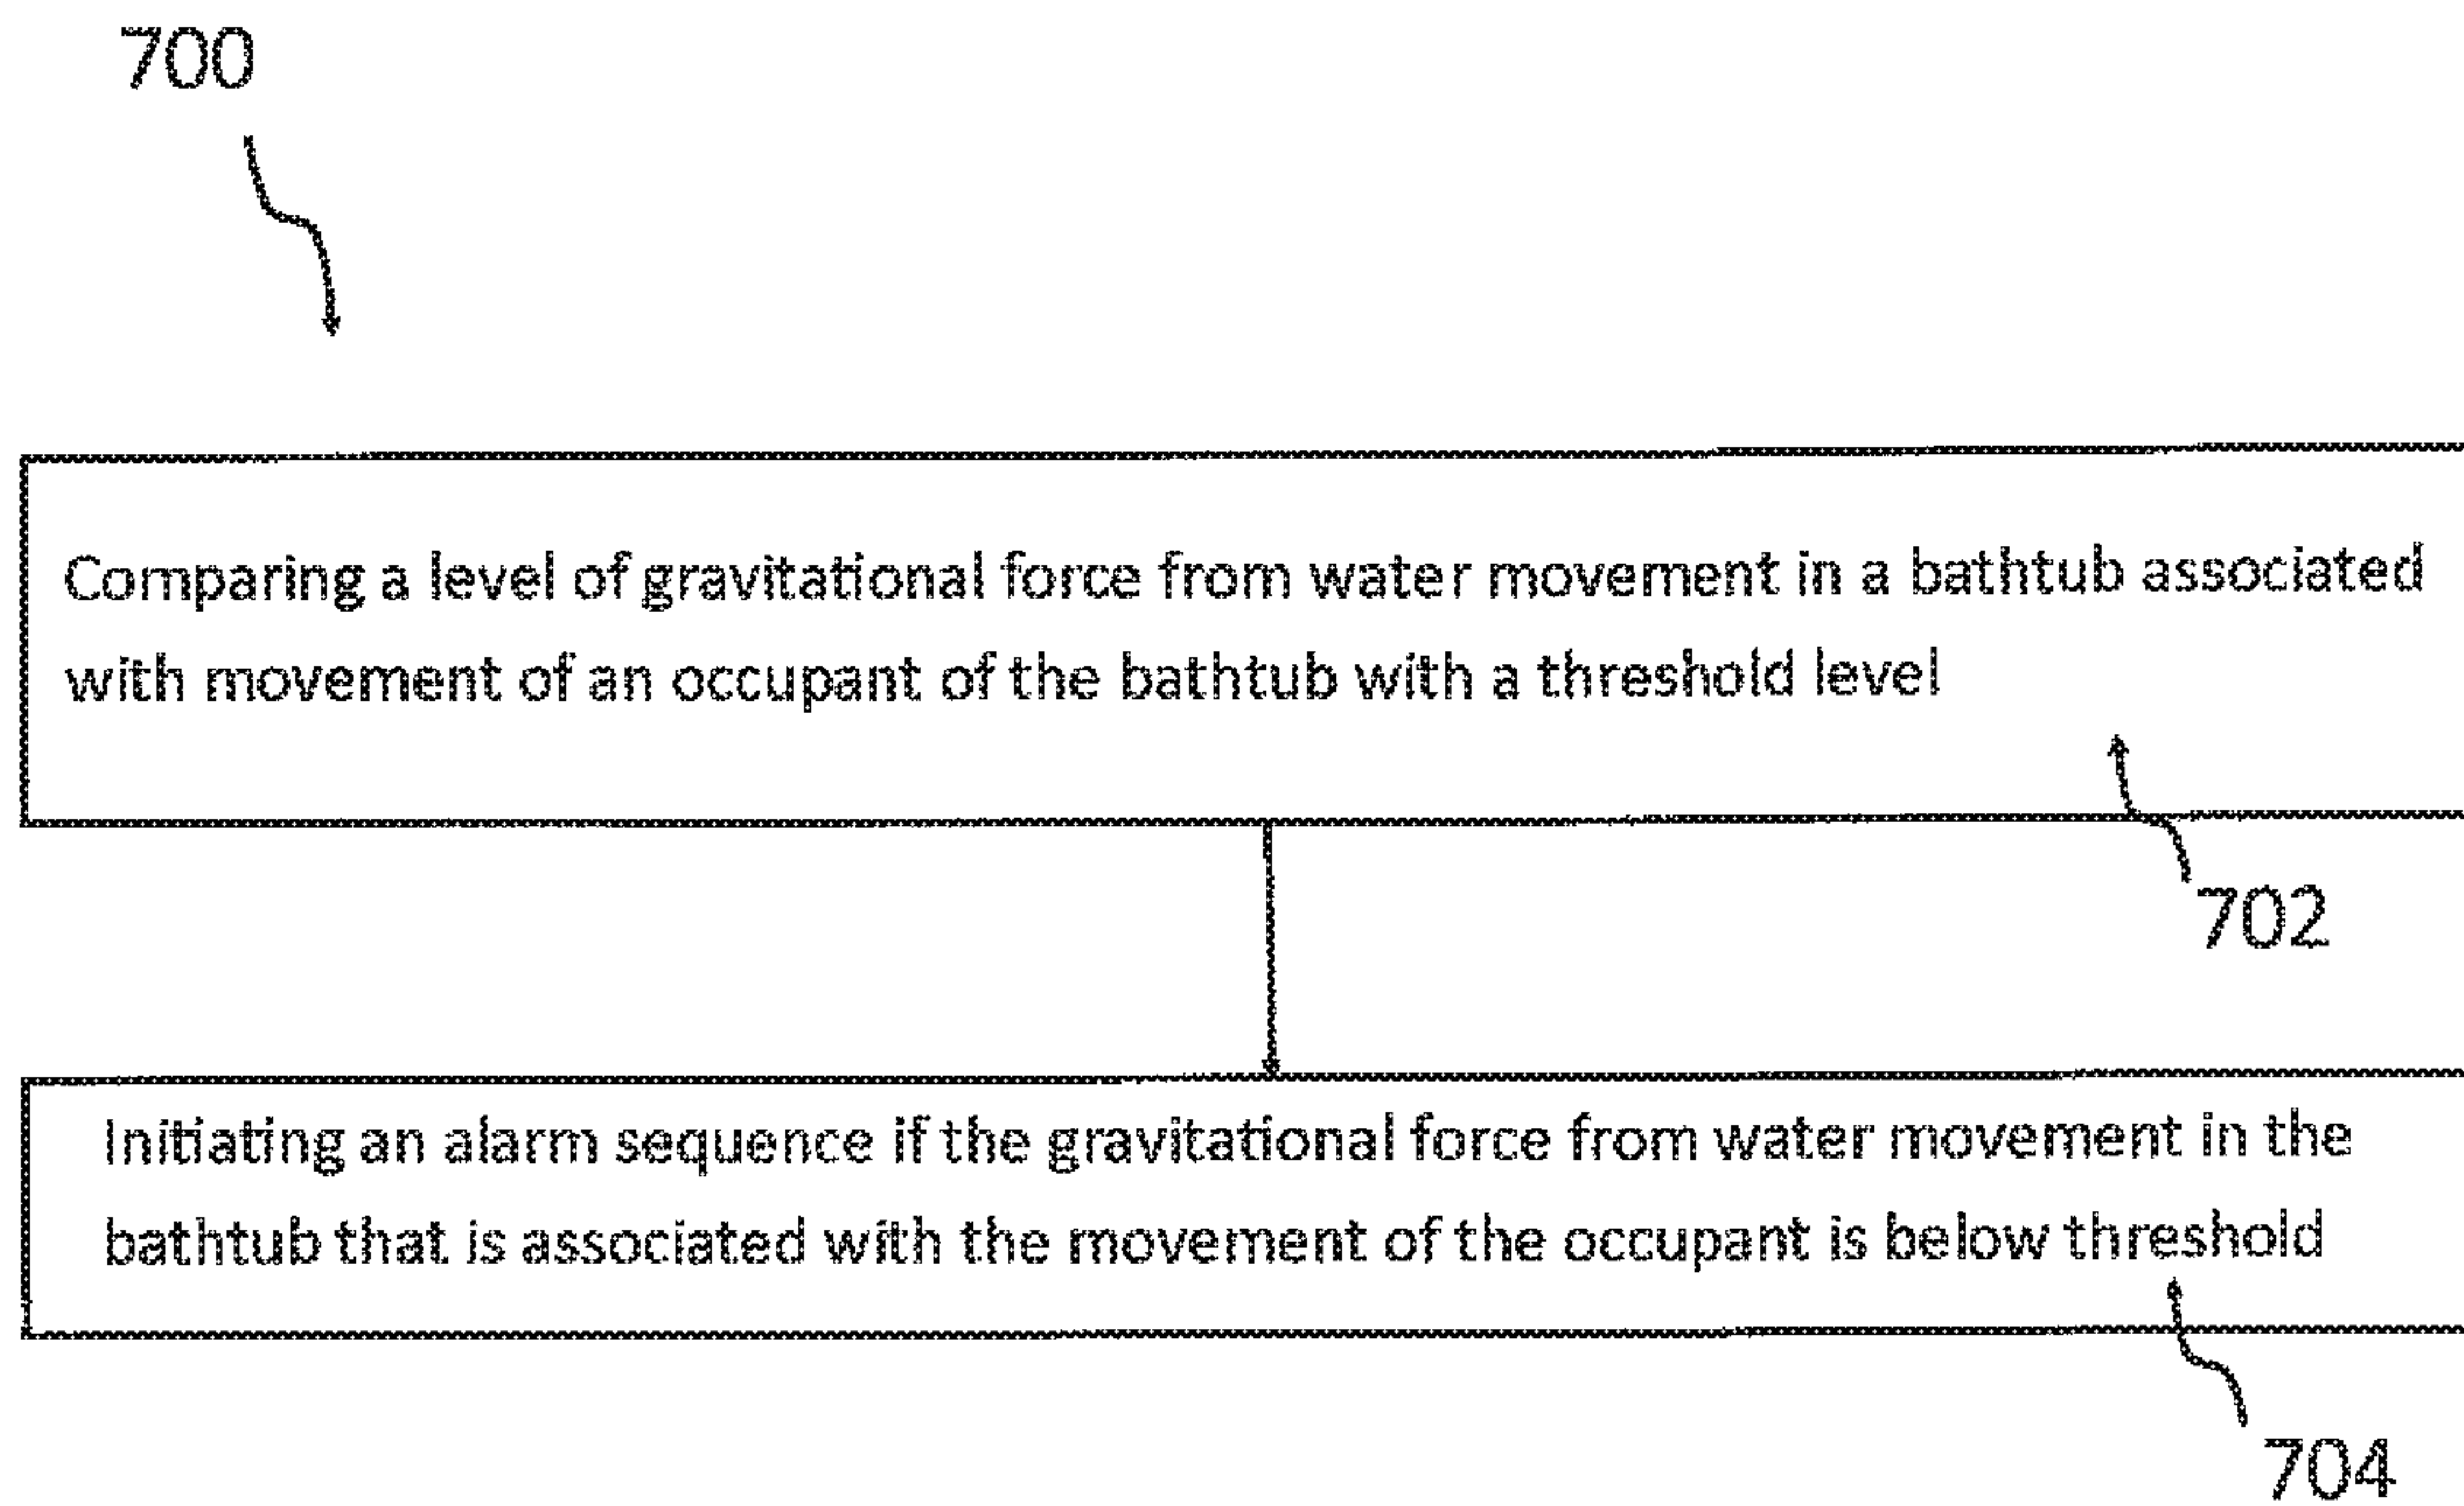 700
Comparing a level of gravitational force from water movement in a bathtub associated
with movement of an occupant of the bathtub with a threshold level
702
Initiating an alarm sequence if the gravitational force from water movement in the
bathtub that is associated with the movement of the occupant is below threshold
704